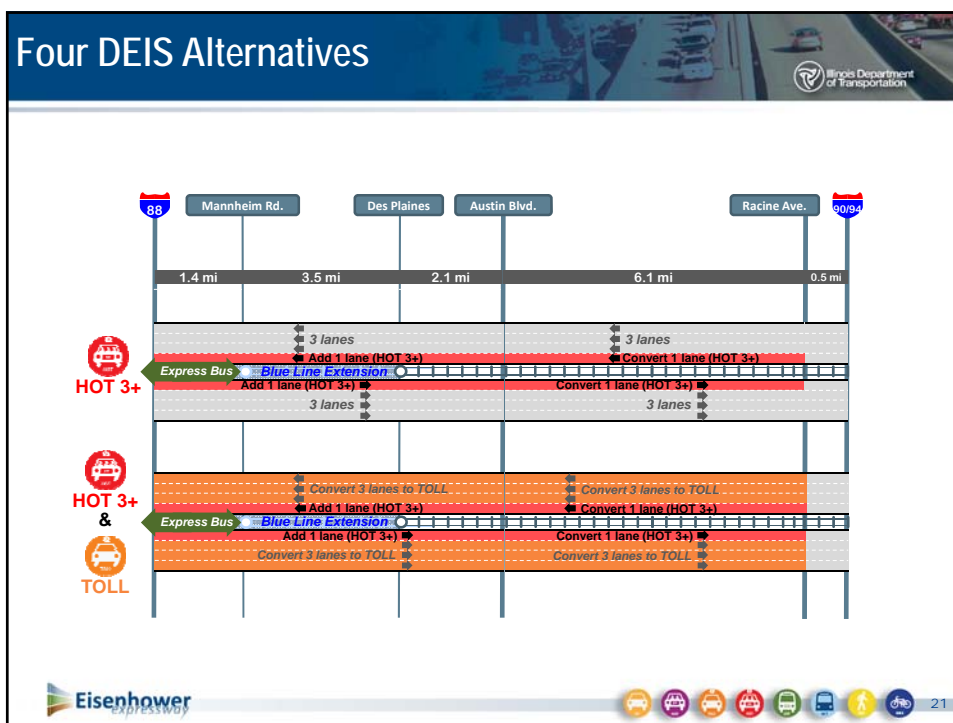 Four DEIS Alternatives
Illinois Department
of Transportation
88
Mannheim Rd.
Des Plaines
Austin Blvd.
Racine Ave.
90/94
1.4 mi
3.5 mi
2.1 mi
6.1 mi
0.5 mi
3 lanes
3 lanes
Add 1 lane (HOT 3+)
Convert 1 lane (HOT 3+)
HOT 3+
Express Bus
Blue Line Extension
Add 1 lane (HOT 3+)
Convert 1 lane (HOT 3+)
3 lanes
3 lanes
Convert 3 lanes to TOLL
Convert 3 lanes to TOLL
Add 1 lane (HOT 3+)
Convert 1 lane (HOT 3+)
HOT 3+
&
TOLL
Express Bus
Blue Line Extension
Add 1 lane (HOT 3+)
Convert 1 lane (HOT 3+)
Convert 3 lanes to TOLL
Convert 3 lanes to TOLL
Eisenhower
expressway
21